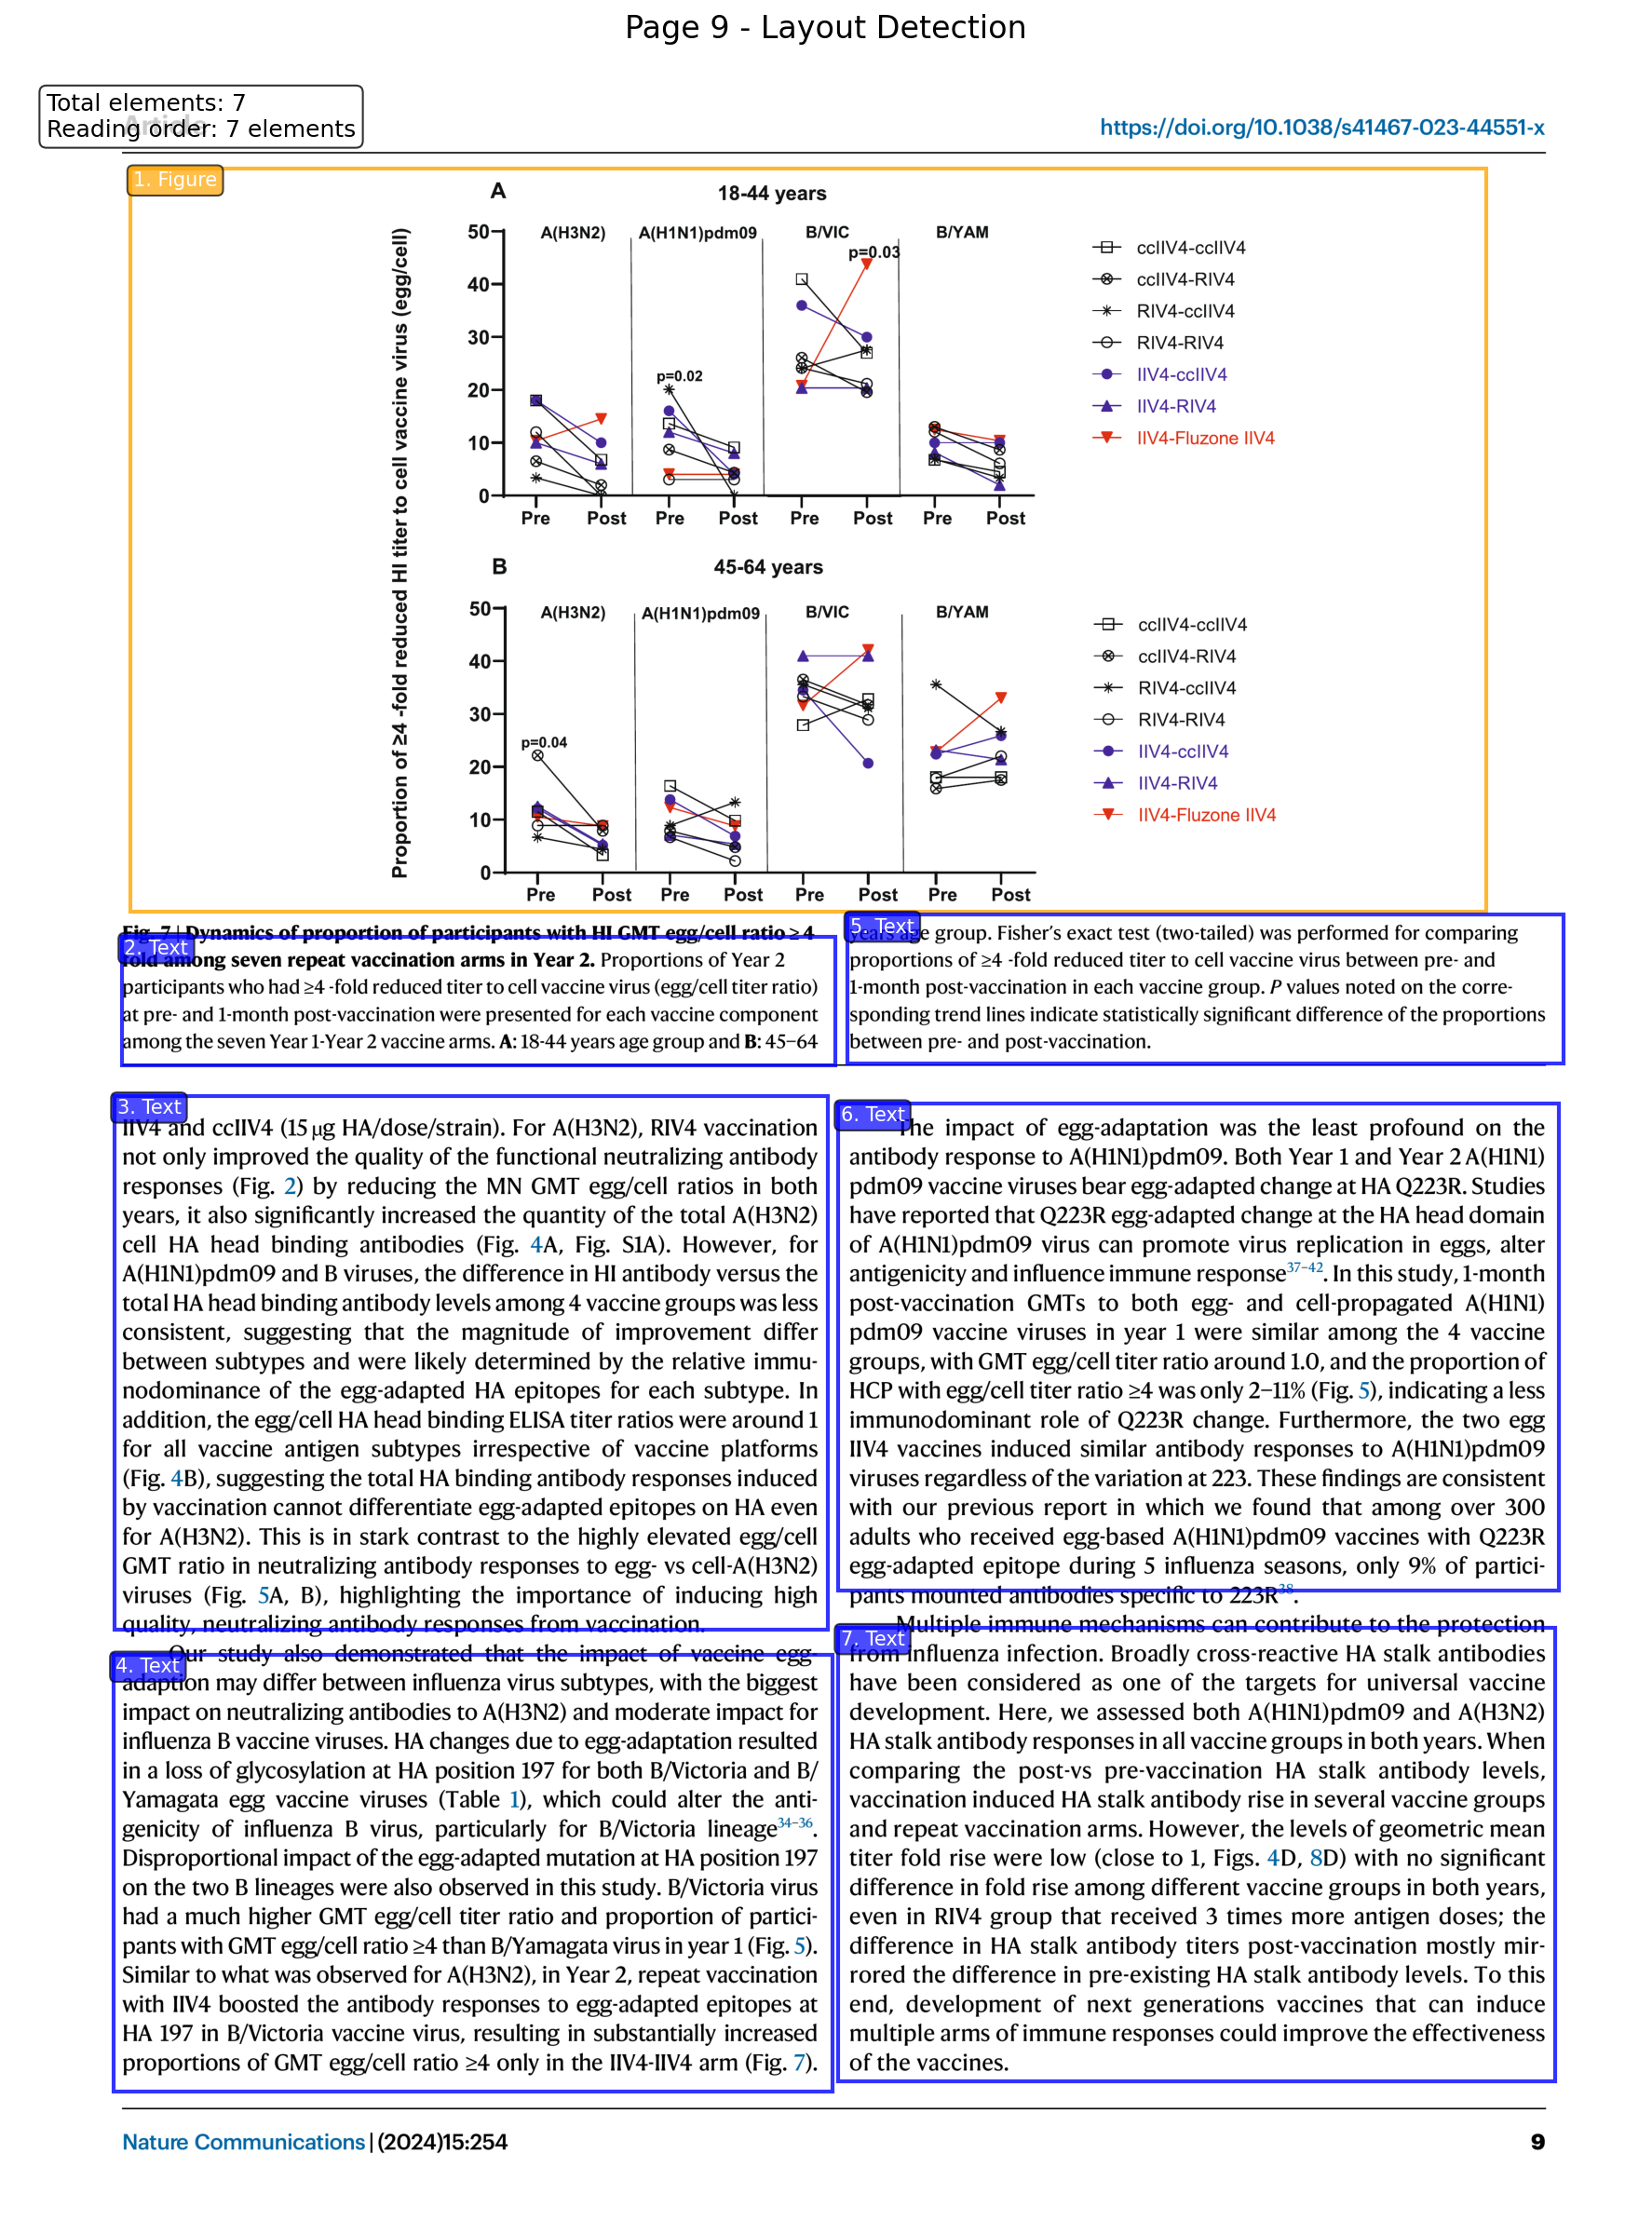 Page 9 - Layout Detection
Total elements: 7
Reading order: 7 elements
Article
https://doi.org/10.1038/s41467-023-44551-x
1. Figure
Proportion of ≥4 -fold reduced HI titer to cell vaccine virus (egg/cell)
A
18-44 years
A(H3N2) A(H1N1)pdm09 B/VIC B/YAM
50
40
30
20
10
0
p=0.02
p=0.03
Pre Post Pre Post Pre Post Pre Post
ccIIV4-ccIIV4
ccIIV4-RIV4
RIV4-ccIIV4
RIV4-RIV4
IIV4-ccIIV4
IIV4-RIV4
IIV4-Fluzone IIV4
B
45-64 years
A(H3N2) A(H1N1)pdm09 B/VIC B/YAM
50
40
30
20
10
0
p=0.04
Pre Post Pre Post Pre Post Pre Post
ccIIV4-ccIIV4
ccIIV4-RIV4
RIV4-ccIIV4
RIV4-RIV4
IIV4-ccIIV4
IIV4-RIV4
IIV4-Fluzone IIV4
Fig. 7 | Dynamics of proportion of participants with HI GMT egg/cell ratio ≥ 4
2. Text
fold among seven repeat vaccination arms in Year 2. Proportions of Year 2
participants who had ≥4 -fold reduced titer to cell vaccine virus (egg/cell titer ratio)
at pre- and 1-month post-vaccination were presented for each vaccine component
among the seven Year 1-Year 2 vaccine arms. A: 18-44 years age group and B: 45–64
5. Text
years age group. Fisher's exact test (two-tailed) was performed for comparing
proportions of ≥4 -fold reduced titer to cell vaccine virus between pre- and
1-month post-vaccination in each vaccine group. P values noted on the corre-
sponding trend lines indicate statistically significant difference of the proportions
between pre- and post-vaccination.
3. Text
IIV4 and ccIIV4 (15 µg HA/dose/strain). For A(H3N2), RIV4 vaccination
not only improved the quality of the functional neutralizing antibody
responses (Fig. 2) by reducing the MN GMT egg/cell ratios in both
years, it also significantly increased the quantity of the total A(H3N2)
cell HA head binding antibodies (Fig. 4A, Fig. S1A). However, for
A(H1N1)pdm09 and B viruses, the difference in HI antibody versus the
total HA head binding antibody levels among 4 vaccine groups was less
consistent, suggesting that the magnitude of improvement differ
between subtypes and were likely determined by the relative immu-
nodominance of the egg-adapted HA epitopes for each subtype. In
addition, the egg/cell HA head binding ELISA titer ratios were around 1
for all vaccine antigen subtypes irrespective of vaccine platforms
(Fig. 4B), suggesting the total HA binding antibody responses induced
by vaccination cannot differentiate egg-adapted epitopes on HA even
for A(H3N2). This is in stark contrast to the highly elevated egg/cell
GMT ratio in neutralizing antibody responses to egg- vs cell-A(H3N2)
viruses (Fig. 5A, B), highlighting the importance of inducing high
quality, neutralizing antibody responses from vaccination.
4. Text
Our study also demonstrated that the impact of vaccine egg-
adaption may differ between influenza virus subtypes, with the biggest
impact on neutralizing antibodies to A(H3N2) and moderate impact for
influenza B vaccine viruses. HA changes due to egg-adaptation resulted
in a loss of glycosylation at HA position 197 for both B/Victoria and B/
Yamagata egg vaccine viruses (Table 1), which could alter the anti-
genicity of influenza B virus, particularly for B/Victoria lineage34–36.
Disproportional impact of the egg-adapted mutation at HA position 197
on the two B lineages were also observed in this study. B/Victoria virus
had a much higher GMT egg/cell titer ratio and proportion of partici-
pants with GMT egg/cell ratio ≥4 than B/Yamagata virus in year 1 (Fig. 5).
Similar to what was observed for A(H3N2), in Year 2, repeat vaccination
with IIV4 boosted the antibody responses to egg-adapted epitopes at
HA 197 in B/Victoria vaccine virus, resulting in substantially increased
proportions of GMT egg/cell ratio ≥4 only in the IIV4-IIV4 arm (Fig. 7).
6. Text
The impact of egg-adaptation was the least profound on the
antibody response to A(H1N1)pdm09. Both Year 1 and Year 2 A(H1N1)
pdm09 vaccine viruses bear egg-adapted change at HA Q223R. Studies
have reported that Q223R egg-adapted change at the HA head domain
of A(H1N1)pdm09 virus can promote virus replication in eggs, alter
antigenicity and influence immune response37–42. In this study, 1-month
post-vaccination GMTs to both egg- and cell-propagated A(H1N1)
pdm09 vaccine viruses in year 1 were similar among the 4 vaccine
groups, with GMT egg/cell titer ratio around 1.0, and the proportion of
HCP with egg/cell titer ratio ≥4 was only 2–11% (Fig. 5), indicating a less
immunodominant role of Q223R change. Furthermore, the two egg
IIV4 vaccines induced similar antibody responses to A(H1N1)pdm09
viruses regardless of the variation at 223. These findings are consistent
with our previous report in which we found that among over 300
adults who received egg-based A(H1N1)pdm09 vaccines with Q223R
egg-adapted epitope during 5 influenza seasons, only 9% of partici-
pants mounted antibodies specific to 223R38.
7. Text
Multiple immune mechanisms can contribute to the protection
from influenza infection. Broadly cross-reactive HA stalk antibodies
have been considered as one of the targets for universal vaccine
development. Here, we assessed both A(H1N1)pdm09 and A(H3N2)
HA stalk antibody responses in all vaccine groups in both years. When
comparing the post-vs pre-vaccination HA stalk antibody levels,
vaccination induced HA stalk antibody rise in several vaccine groups
and repeat vaccination arms. However, the levels of geometric mean
titer fold rise were low (close to 1, Figs. 4D, 8D) with no significant
difference in fold rise among different vaccine groups in both years,
even in RIV4 group that received 3 times more antigen doses; the
difference in HA stalk antibody titers post-vaccination mostly mir-
rored the difference in pre-existing HA stalk antibody levels. To this
end, development of next generations vaccines that can induce
multiple arms of immune responses could improve the effectiveness
of the vaccines.
Nature Communications | (2024)15:254
9